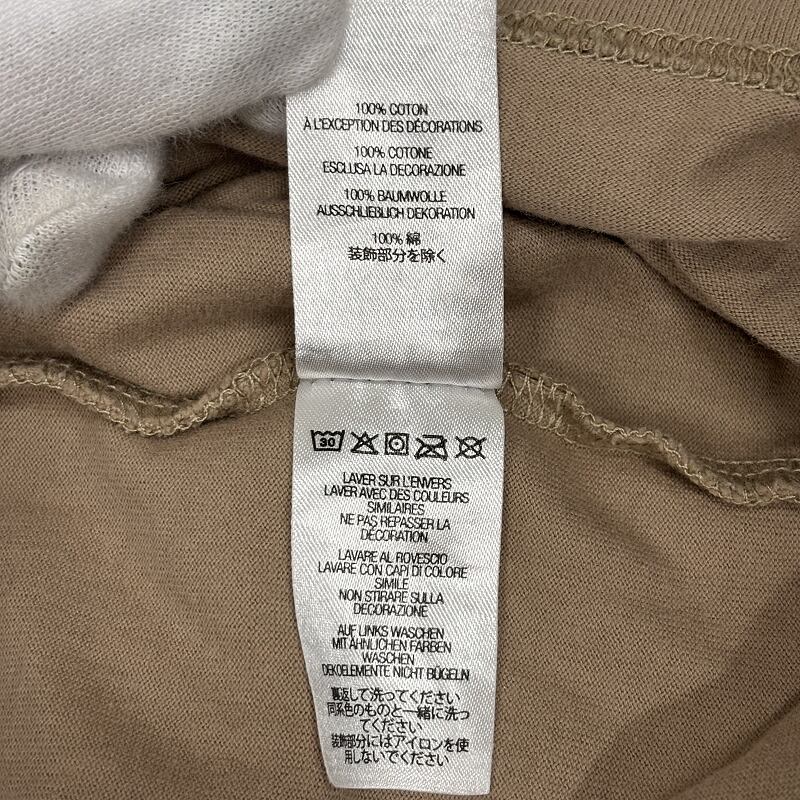 100% COTON
À L'EXCEPTION DES DÉCORATIONS
100% COTONE
ESCLUSA LA DECORAZIONE
100% BAUMWOLLE
AUSSCHLIEBLICH DEKORATION
100% 綿
装飾部分を除く
30
LAVER SUR L'ENVERS
LAVER AVEC DES COULEURS
SIMILAIRES
NE PAS REPASSER LA
DÉCORATION
LAVARE AL ROVESCIO
LAVARE CON CAPI DI COLORE
SIMILE
NON STIRARE SULLA
DECORAZIONE
AUF LINKS WASCHEN
MIT ÄHNLICHEN FARBEN
WASCHEN
DEKOELEMENTE NICHT BÜGELN
裏返して洗ってください
同系色のものと一緒に洗っ
てください
装飾部分にはアイロンを使
用しないでください